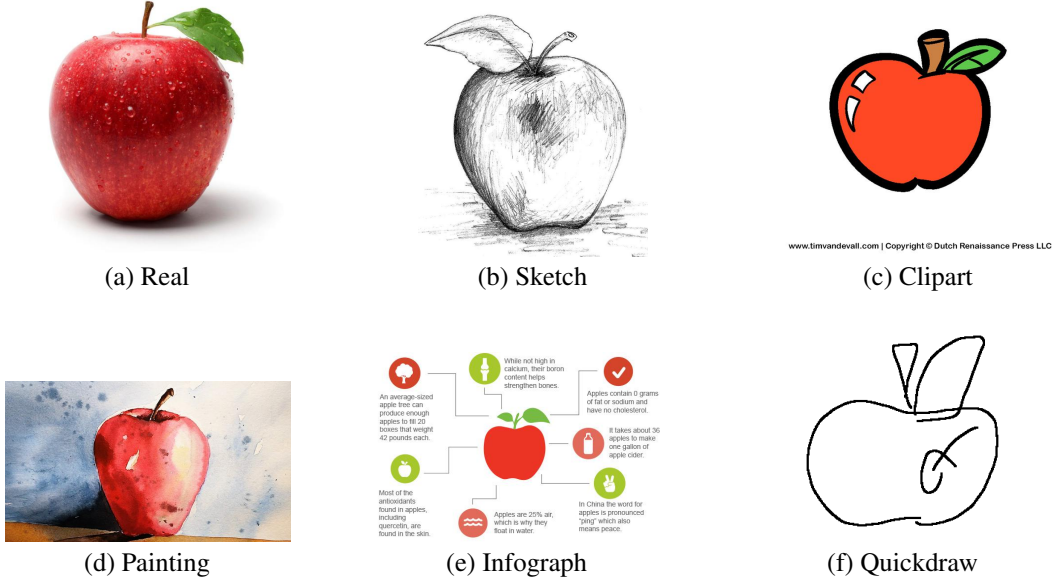 www.timvandevall.com | Copyright © Dutch Renaissance Press LLC
(a) Real
(b) Sketch
(c) Clipart
An average-sized
apple tree can
produce enough
apples to fill 20
boxes that weight
42 pounds each.
While not high in
calcium, their boron
content helps
strengthen bones.
Apples contain 0 grams
of fat or sodium and
have no cholesterol.
It takes about 36
apples to make
one gallon of
apple cider.
Most of the
antioxidants
found in apples,
including
quercetin, are
found in the skin.
Apples are 25% air,
which is why they
float in water.
In China the word for
apples is pronounced
"ping" which also
means peace.
(d) Painting
(e) Infograph
(f) Quickdraw